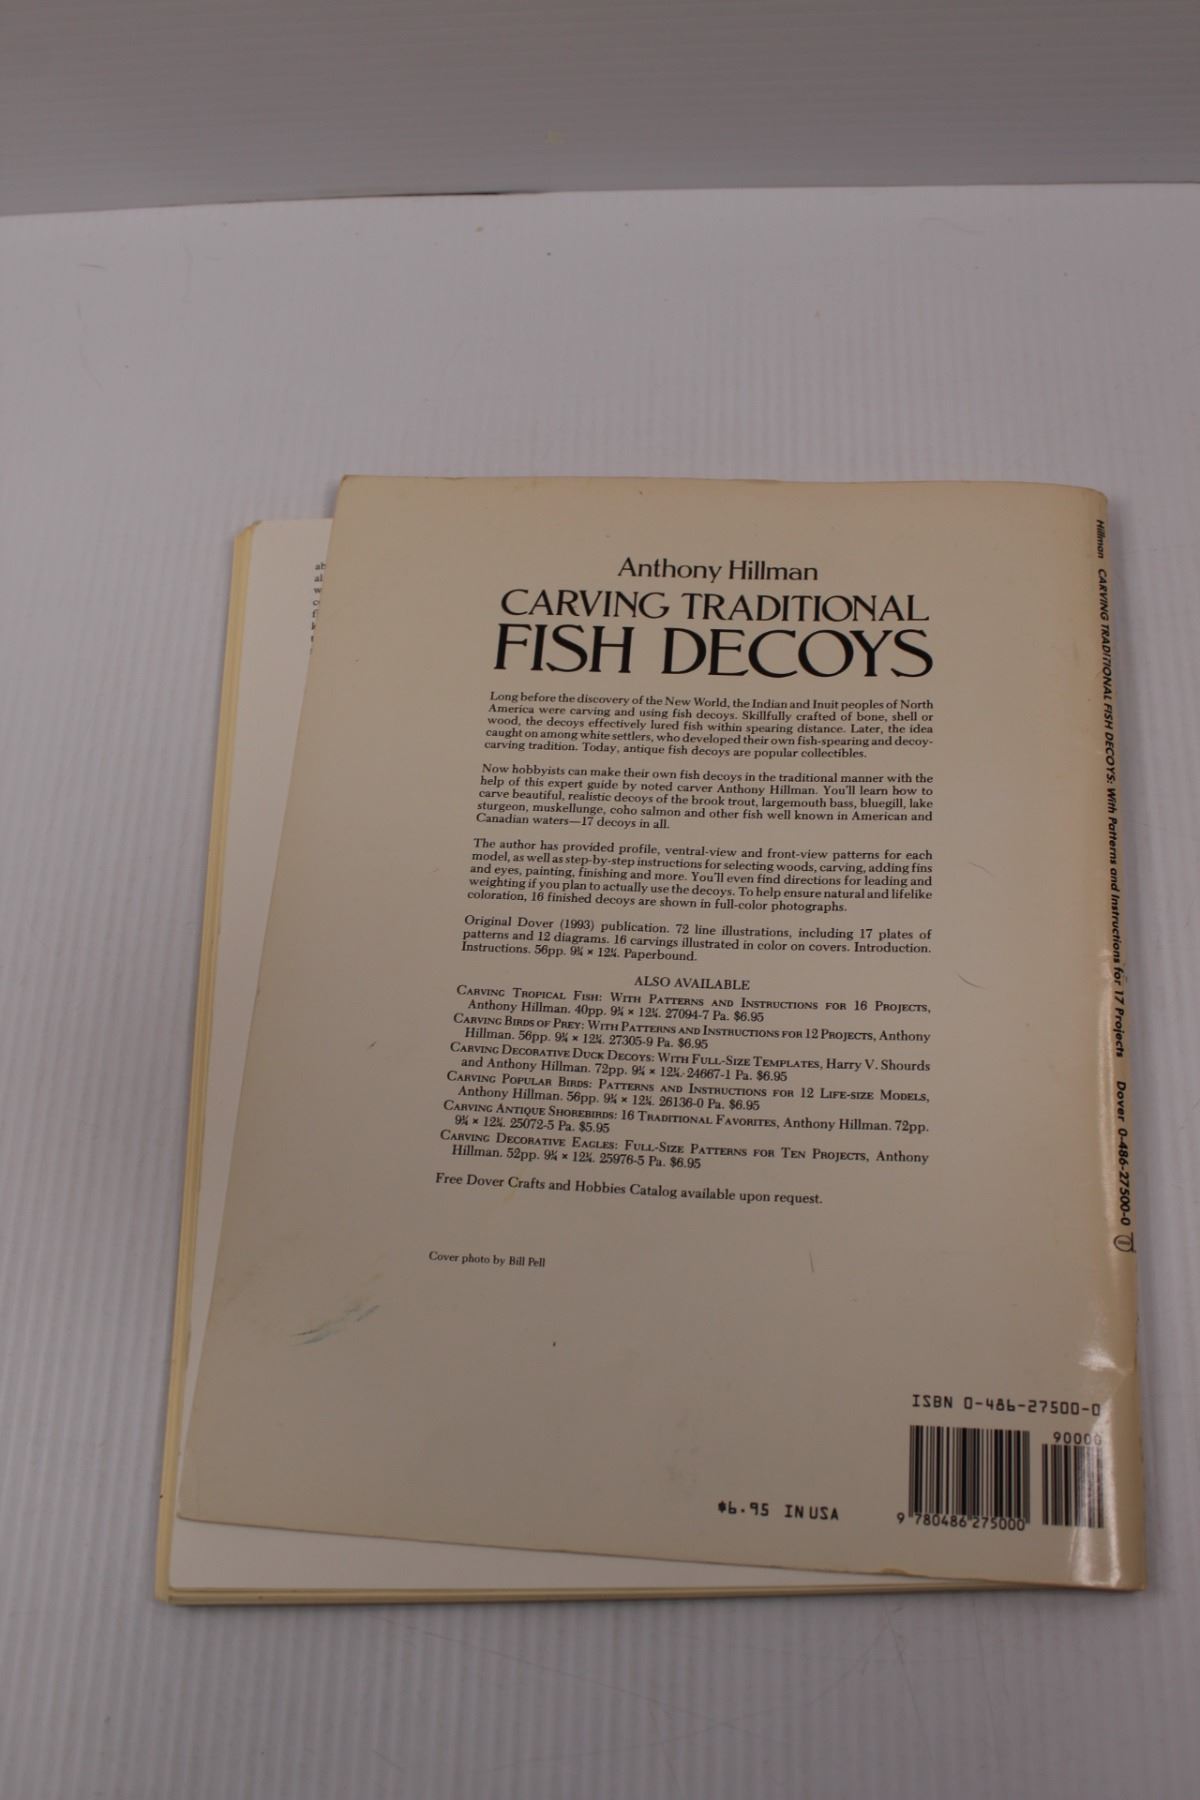 Anthony Hillman
CARVING TRADITIONAL
FISH DECOYS
Long before the discovery of the New World, the Indian and Inuit peoples of North
America were carving and using fish decoys. Skillfully crafted of bone, shell or
wood, the decoys effectively lured fish within spearing distance. Later, the idea
caught on among white settlers, who developed their own fish-spearing and decoy-
carving tradition. Today, antique fish decoys are popular collectibles.
Now hobbyists can make their own fish decoys in the traditional manner with the
help of this expert guide by noted carver Anthony Hillman. You'll learn how to
carve beautiful, realistic decoys of the brook trout, largemouth bass, bluegill, lake
sturgeon, muskellunge, coho salmon and other fish well known in American and
Canadian waters—17 decoys in all.
The author has provided profile, ventral-view and front-view patterns for each
model, as well as step-by-step instructions for selecting woods, carving, adding fins
and eyes, painting, finishing and more. You'll even find directions for leading and
weighting if you plan to actually use the decoys. To help ensure natural and lifelike
coloration, 16 finished decoys are shown in full-color photographs.
Original Dover (1993) publication. 72 line illustrations, including 17 plates of
patterns and 12 diagrams. 16 carvings illustrated in color on covers. Introduction.
Instructions. 56pp. 9¼ × 12¼. Paperbound.
ALSO AVAILABLE
CARVING TROPICAL FISH: WITH PATTERNS AND INSTRUCTIONS FOR 16 PROJECTS,
Anthony Hillman. 40pp. 9¼ × 12¼. 27094-7 Pa. $6.95
CARVING BIRDS OF PREY: WITH PATTERNS AND INSTRUCTIONS FOR 12 PROJECTS, Anthony
Hillman. 56pp. 9¼ × 12¼. 27305-9 Pa. $6.95
CARVING DECORATIVE DUCK DECOYS: WITH FULL-SIZE TEMPLATES, Harry V. Shourds
and Anthony Hillman. 72pp. 9¼ × 12¼. 24667-1 Pa. $6.95
CARVING POPULAR BIRDS: PATTERNS AND INSTRUCTIONS FOR 12 LIFE-SIZE MODELS,
Anthony Hillman. 56pp. 9¼ × 12¼. 26136-0 Pa. $6.95
CARVING ANTIQUE SHOREBIRDS: 16 TRADITIONAL FAVORITES, Anthony Hillman. 72pp.
9¼ × 12¼. 25072-5 Pa. $5.95
CARVING DECORATIVE EAGLES: FULL-SIZE PATTERNS FOR TEN PROJECTS, Anthony
Hillman. 52pp. 9¼ × 12¼. 25976-5 Pa. $6.95
Free Dover Crafts and Hobbies Catalog available upon request.
Cover photo by Bill Pell
ISBN 0-486-27500-0
90000
$6.95 IN USA
9 780486 275000
Hillman CARVING TRADITIONAL FISH DECOYS: With Patterns and Instructions for 17 Projects Dover 0-486-27500-0